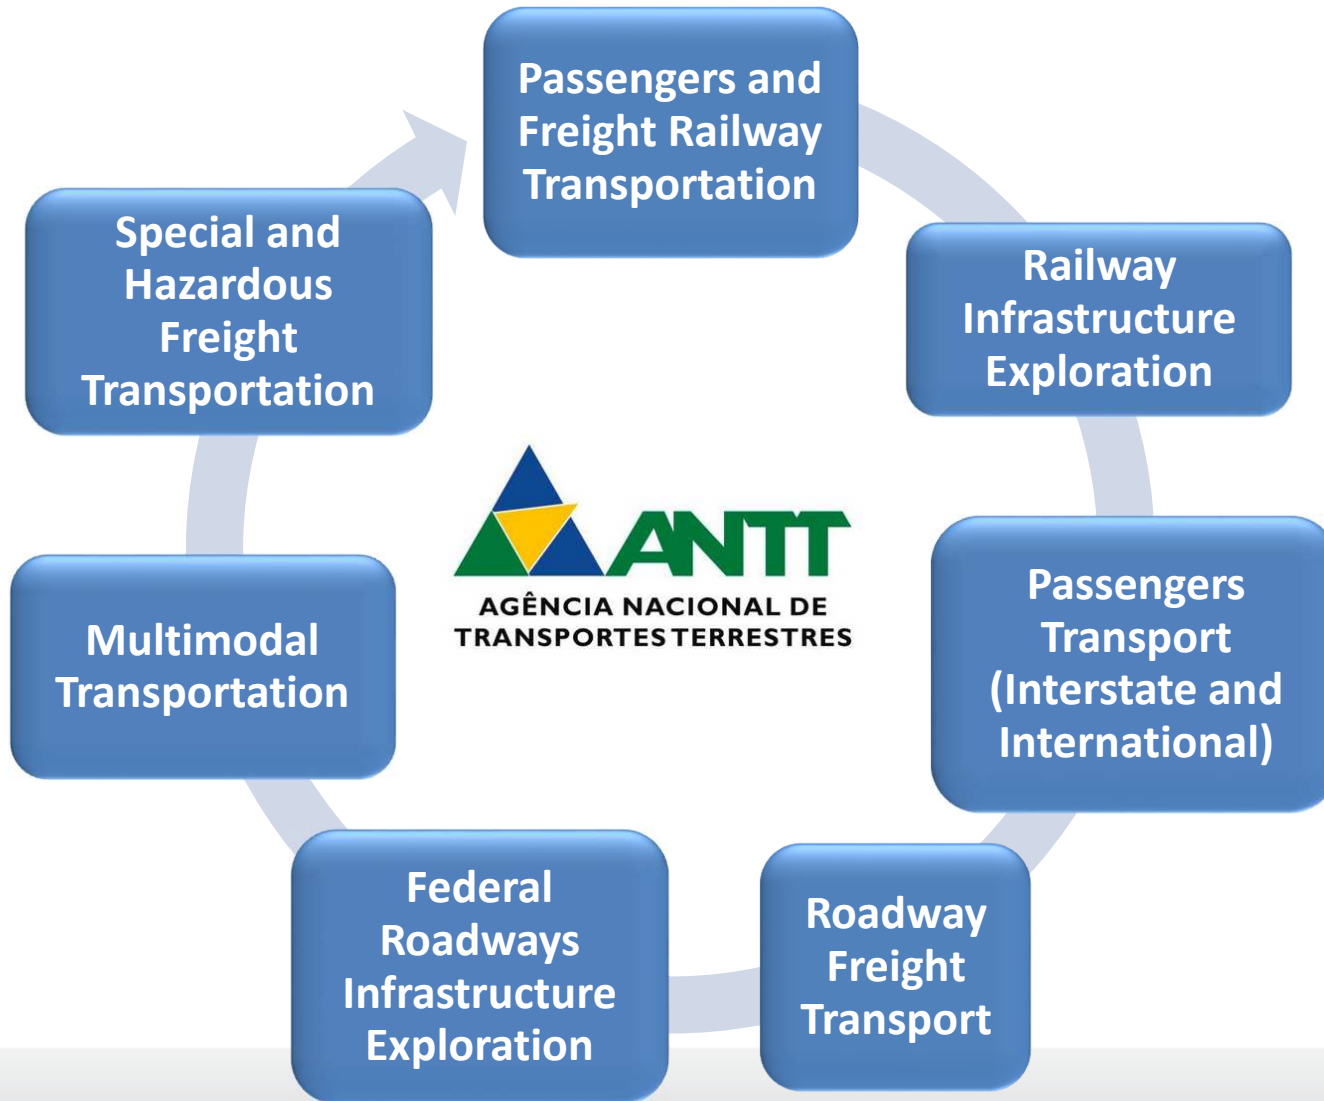 Passengers and
Freight Railway
Transportation
Railway
Infrastructure
Exploration
Passengers
Transport
(Interstate and
International)
Roadway
Freight
Transport
Federal
Roadways
Infrastructure
Exploration
Multimodal
Transportation
Special and
Hazardous
Freight
Transportation
ANTT
AGÊNCIA NACIONAL DE
TRANSPORTES TERRESTRES